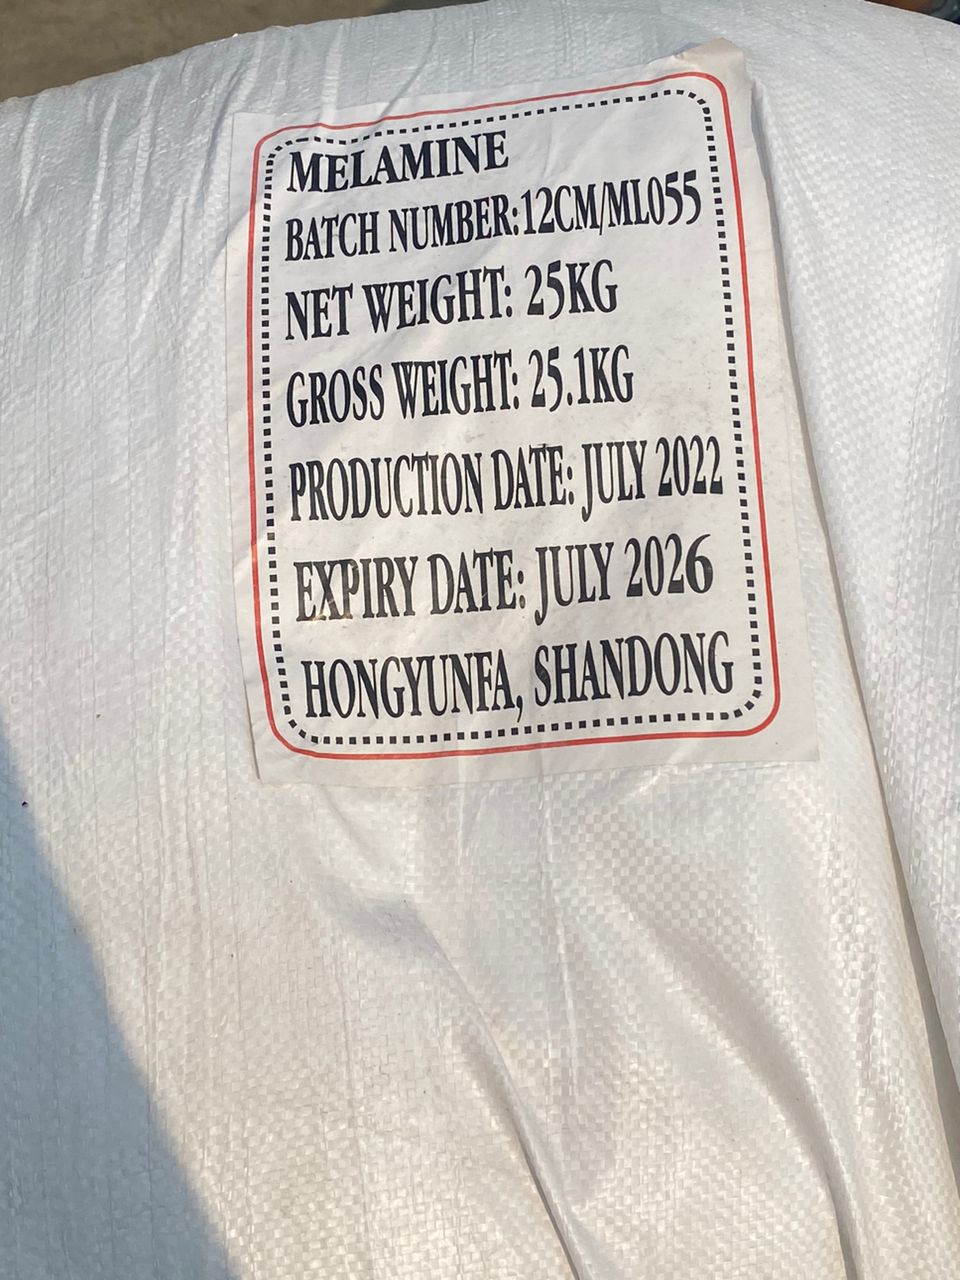 MELAMINE
BATCH NUMBER:12CM/ML055
NET WEIGHT: 25KG
GROSS WEIGHT: 25.1KG
PRODUCTION DATE: JULY 2022
EXPIRY DATE: JULY 2026
HONGYUNFA, SHANDONG